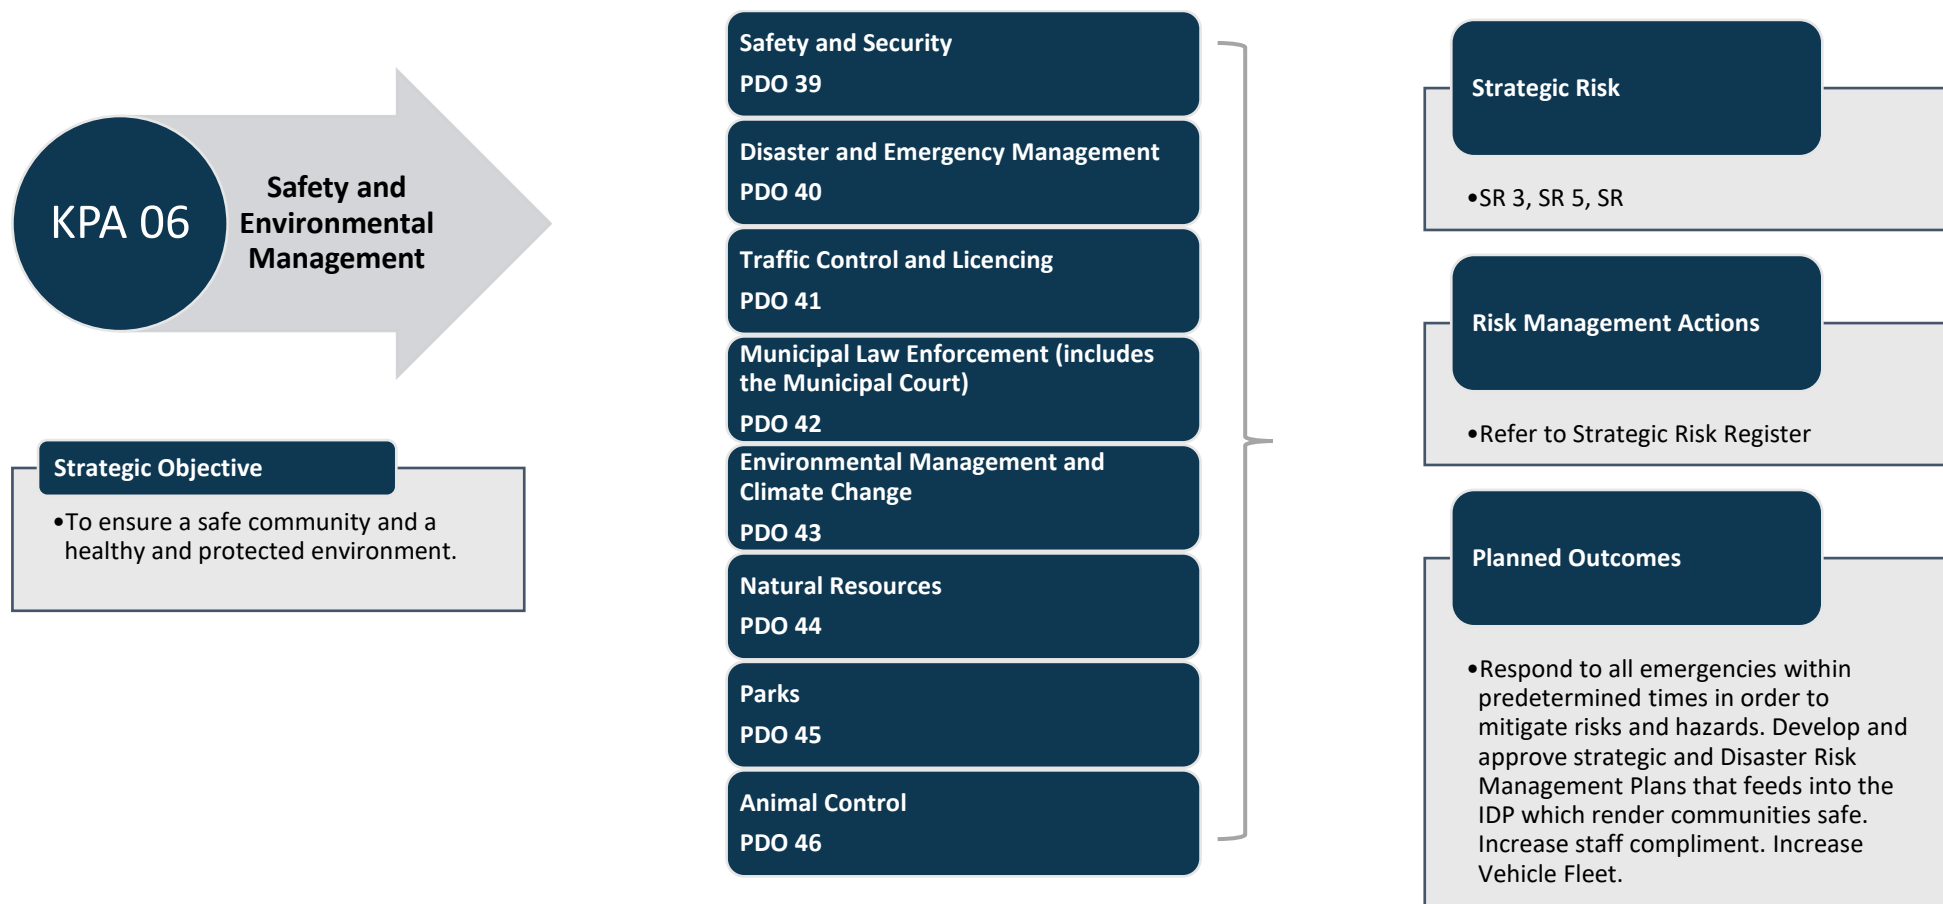 KPA 06
Safety and
Environmental
Management
Strategic Objective
•To ensure a safe community and a
healthy and protected environment.
Safety and Security
PDO 39
Disaster and Emergency Management
PDO 40
Traffic Control and Licencing
PDO 41
Municipal Law Enforcement (includes
the Municipal Court)
PDO 42
Environmental Management and
Climate Change
PDO 43
Natural Resources
PDO 44
Parks
PDO 45
Animal Control
PDO 46
Strategic Risk
•SR 3, SR 5, SR
Risk Management Actions
•Refer to Strategic Risk Register
Planned Outcomes
•Respond to all emergencies within
predetermined times in order to
mitigate risks and hazards. Develop and
approve strategic and Disaster Risk
Management Plans that feeds into the
IDP which render communities safe.
Increase staff compliment. Increase
Vehicle Fleet.